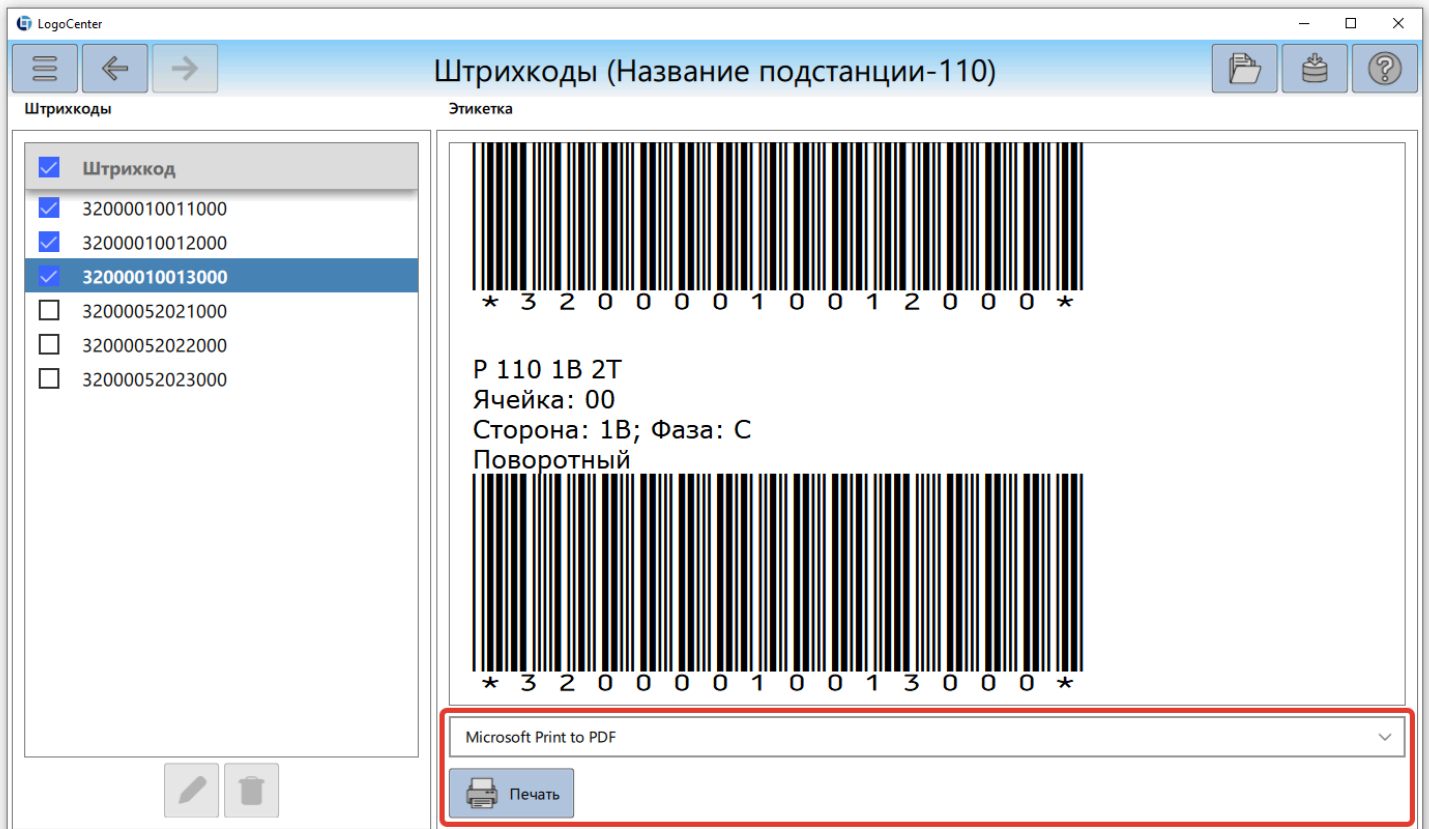 LogoCenter
Штрихкоды (Название подстанции-110)
Штрихкоды
Этикетка
Штрихкод
32000010011000
32000010012000
32000010013000
32000052021000
32000052022000
32000052023000
*32000010012000*
Р 110 1В 2Т
Ячейка: 00
Сторона: 1В; Фаза: С
Поворотный
*32000010013000*
Microsoft Print to PDF
Печать